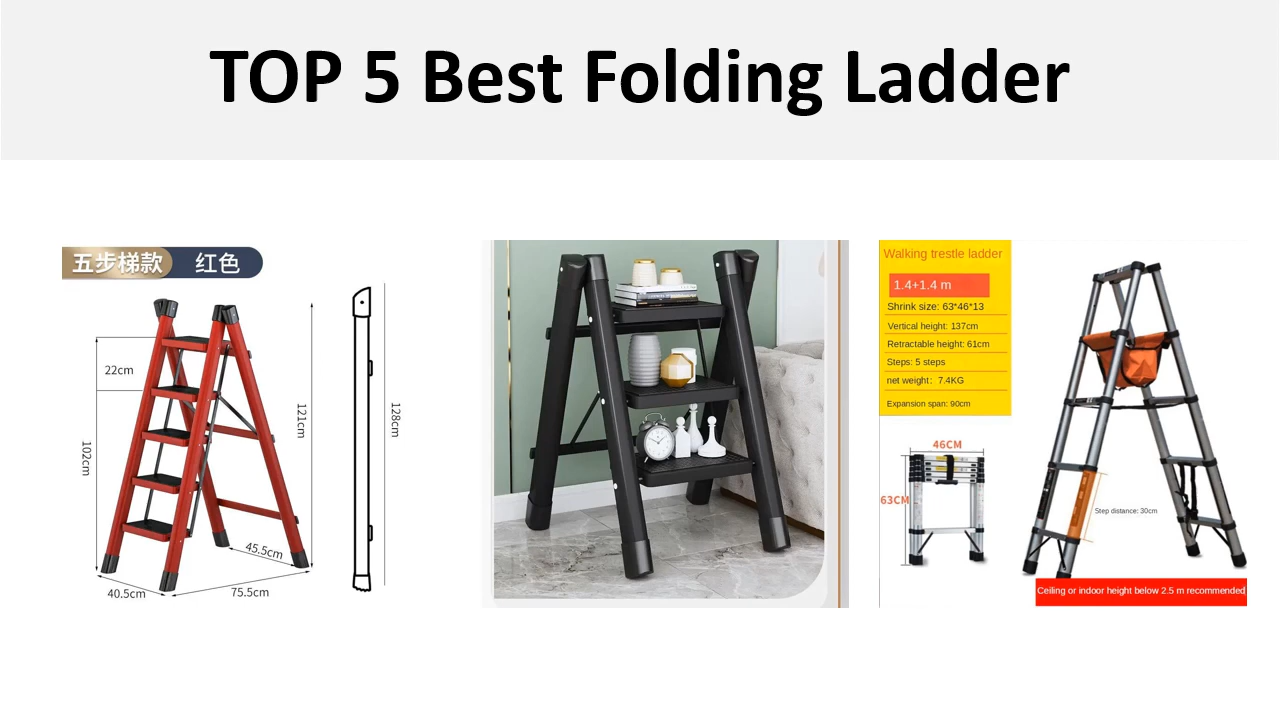 TOP 5 Best Folding Ladder
五步梯款 红色
22cm
102cm
121cm
128cm
45.5cm
40.5cm
75.5cm
Walking trestle ladder
1.4+1.4 m
Shrink size: 63*46*13
Vertical height: 137cm
Retractable height: 61cm
Steps: 5 steps
net weight: 7.4KG
Expansion span: 90cm
46CM
63CM
Step distance: 30cm
Ceiling or indoor height below 2.5 m recommended